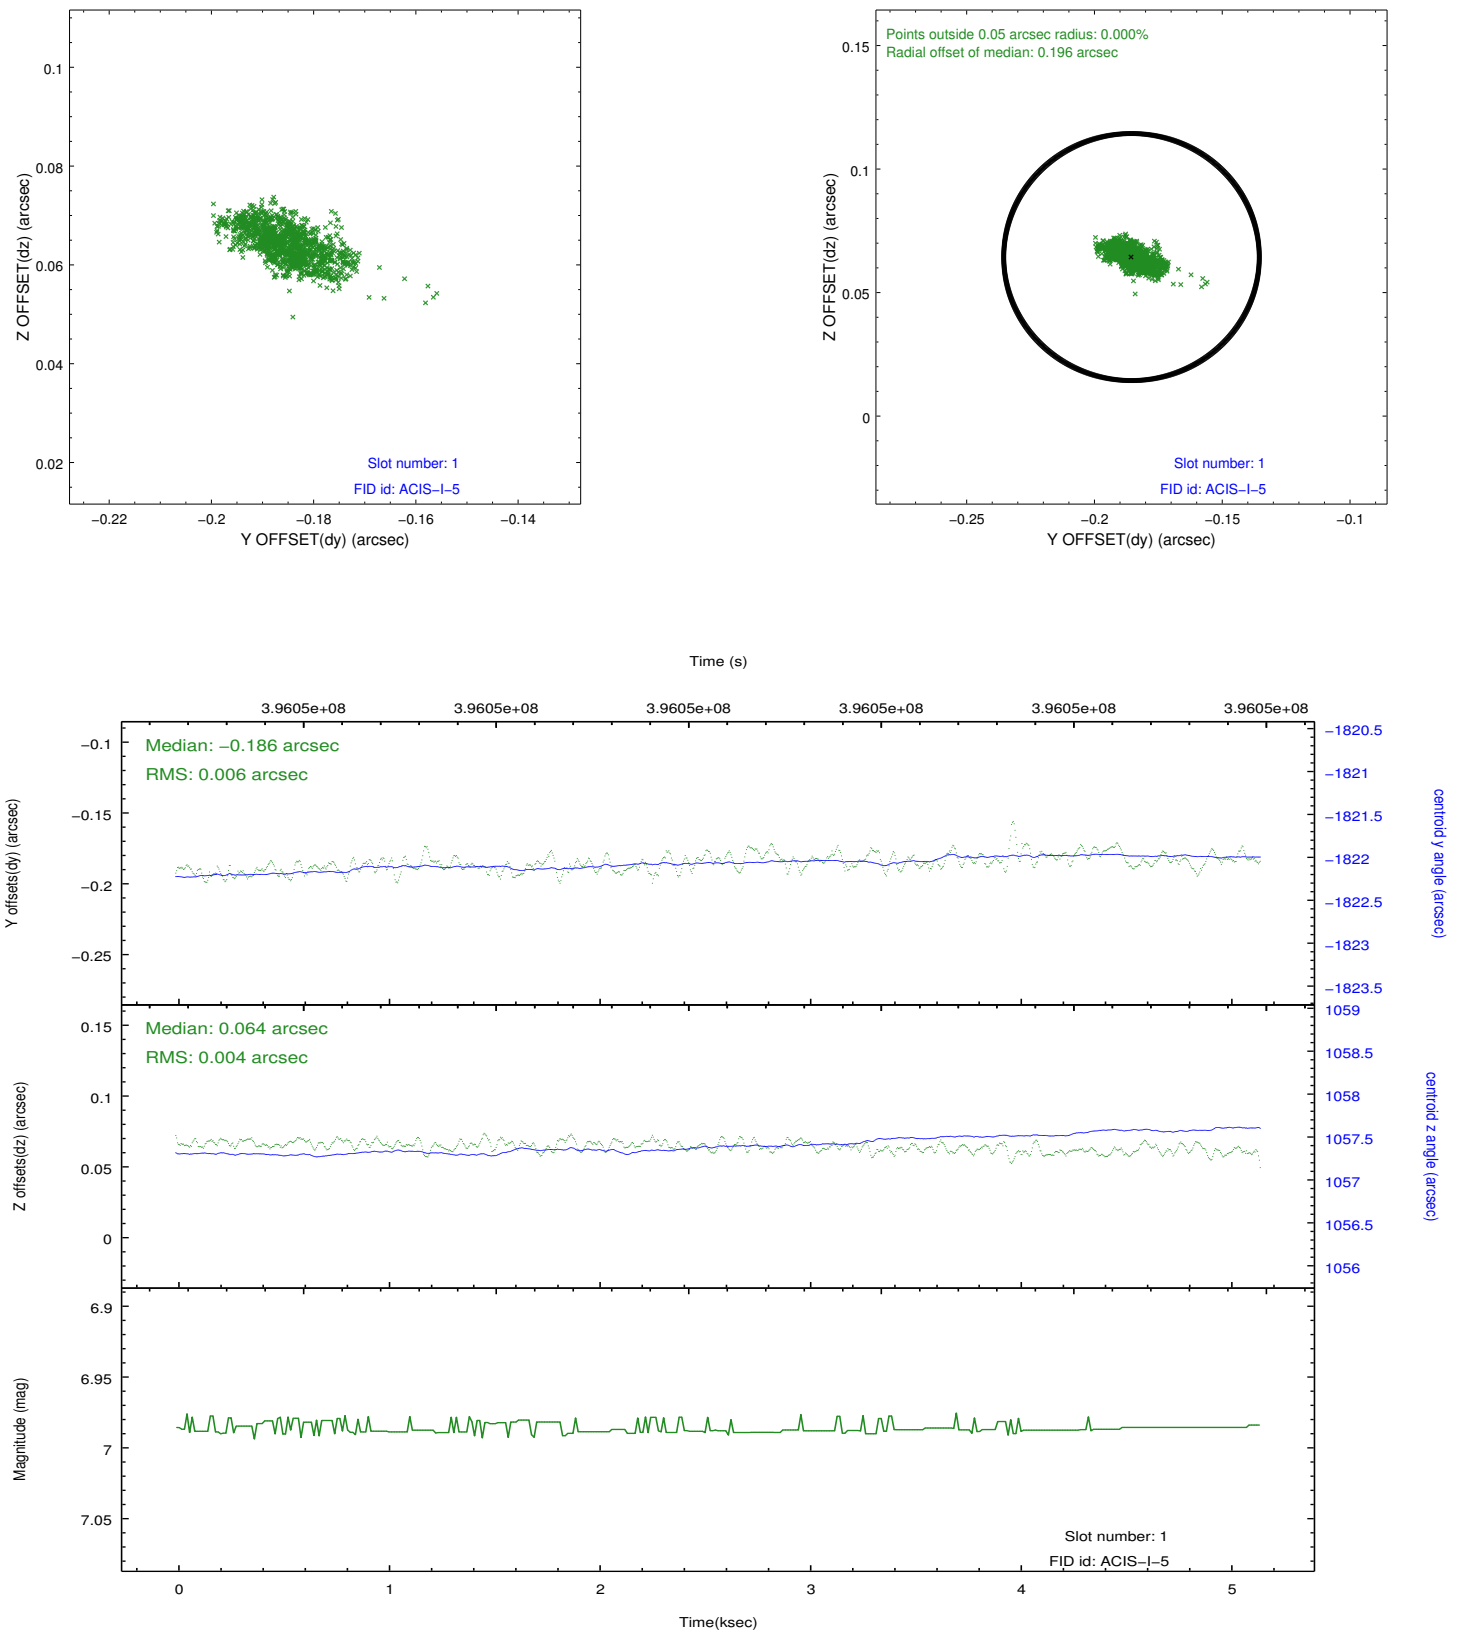 0.1
0.08
0.06
0.04
0.02
Z OFFSET(dz) (arcsec)
Slot number: 1
FID id: ACIS−I−5
−0.22 −0.2 −0.18 −0.16 −0.14
Y OFFSET(dy) (arcsec)
Points outside 0.05 arcsec radius: 0.000%
Radial offset of median: 0.196 arcsec
0.15
0.1
0.05
0
Z OFFSET(dz) (arcsec)
Slot number: 1
FID id: ACIS−I−5
−0.25 −0.2 −0.15 −0.1
Y OFFSET(dy) (arcsec)
Time (s)
3.9605e+08 3.9605e+08 3.9605e+08 3.9605e+08 3.9605e+08 3.9605e+08
Median: −0.186 arcsec
RMS: 0.006 arcsec
−0.1
−0.15
−0.2
−0.25
Y offsets(dy) (arcsec)
−1820.5
−1821
−1821.5
−1822
−1822.5
−1823
−1823.5
centroid y angle (arcsec)
Median: 0.064 arcsec
RMS: 0.004 arcsec
0.15
0.1
0.05
0
Z offsets(dz) (arcsec)
1059
1058.5
1058
1057.5
1057
1056.5
1056
centroid z angle (arcsec)
6.9
6.95
7
7.05
Magnitude (mag)
Slot number: 1
FID id: ACIS−I−5
0 1 2 3 4 5
Time(ksec)